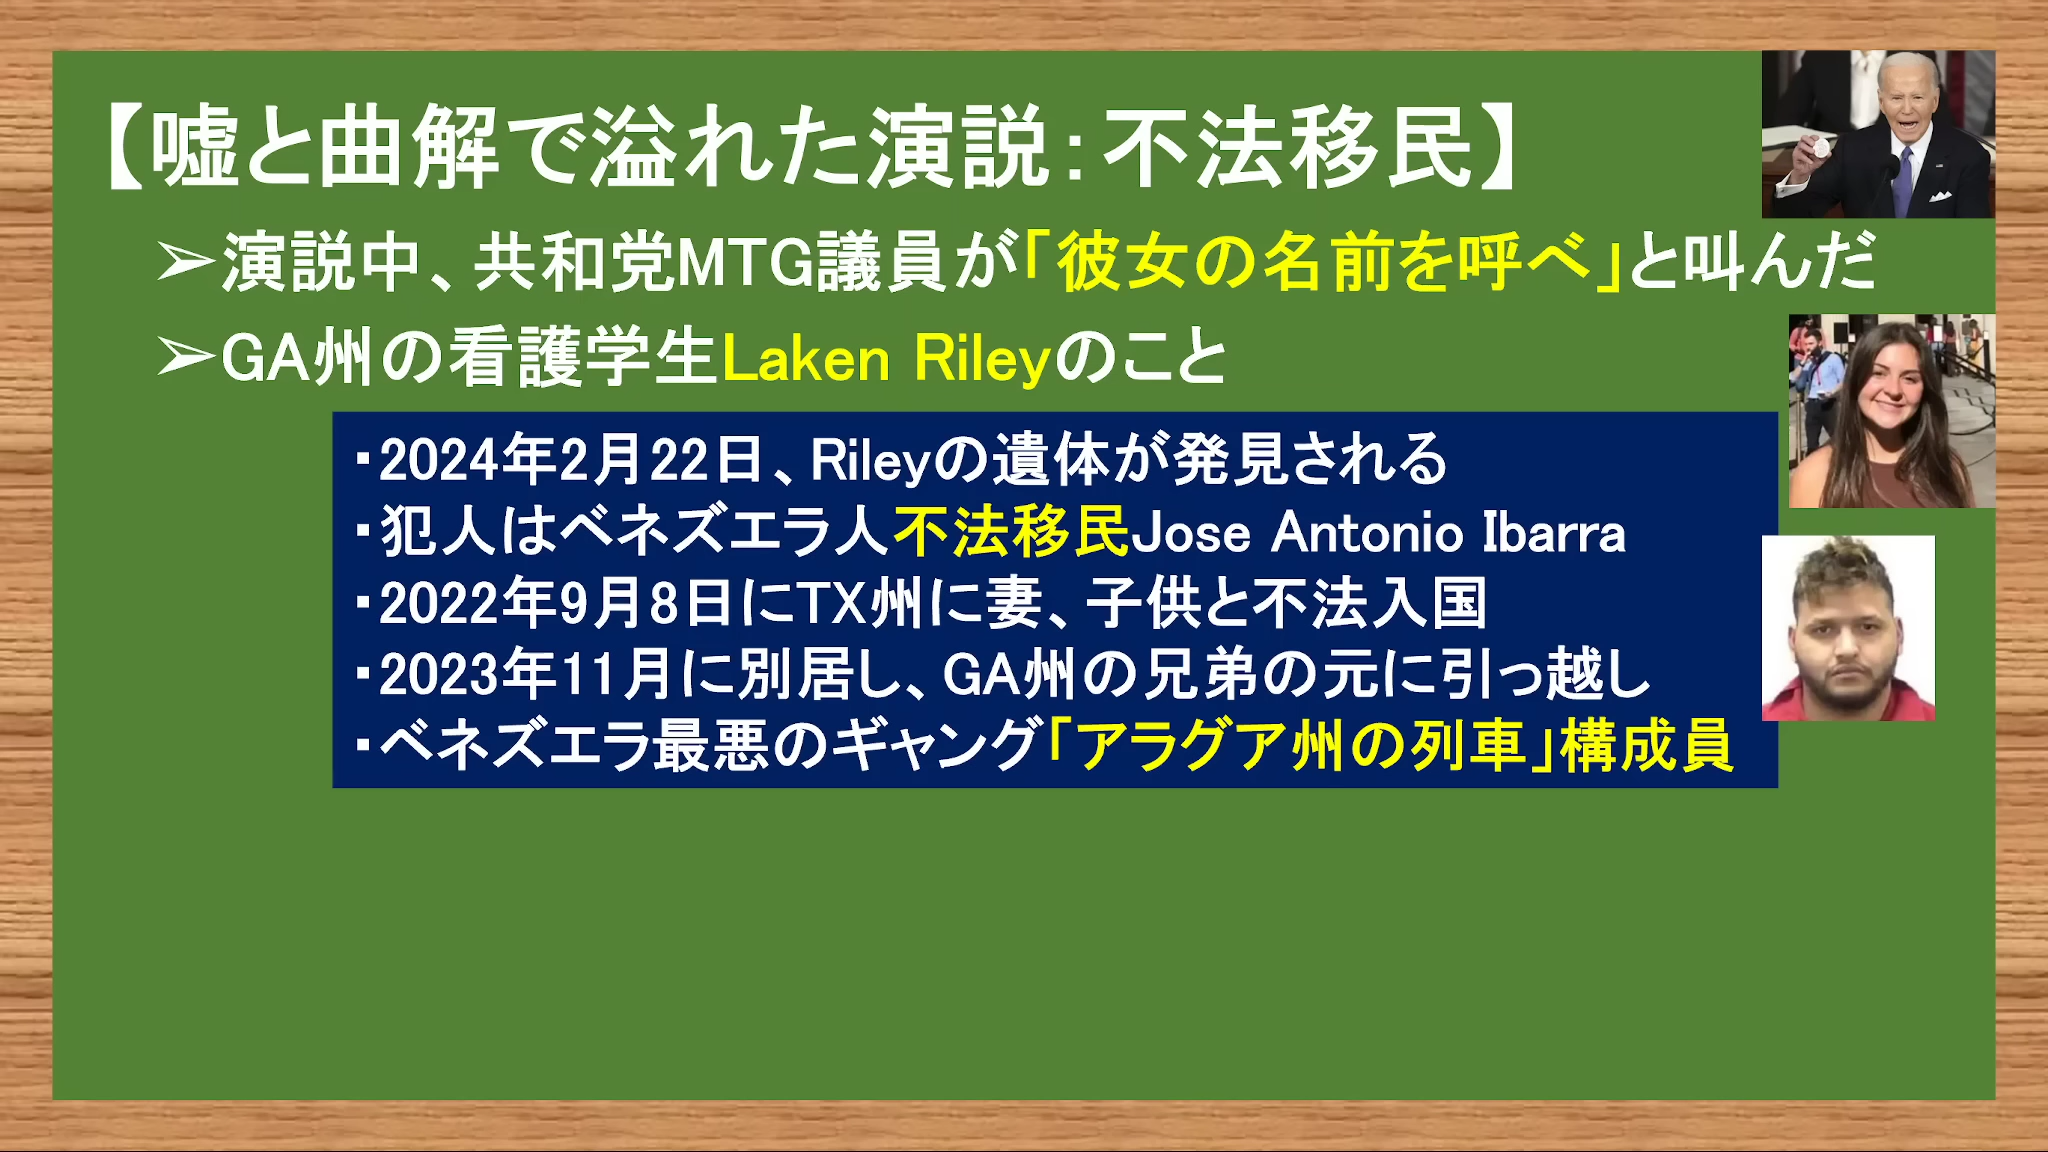 【嘘と曲解で溢れた演説：不法移民】
➢演説中、共和党MTG議員が「彼女の名前を呼べ」と叫んだ
➢GA州の看護学生Laken Rileyのこと
・2024年2月22日、Rileyの遺体が発見される
・犯人はベネズエラ人不法移民Jose Antonio Ibarra
・2022年9月8日にTX州に妻、子供と不法入国
・2023年11月に別居し、GA州の兄弟の元に引っ越し
・ベネズエラ最悪のギャング「アラグア州の列車」構成員